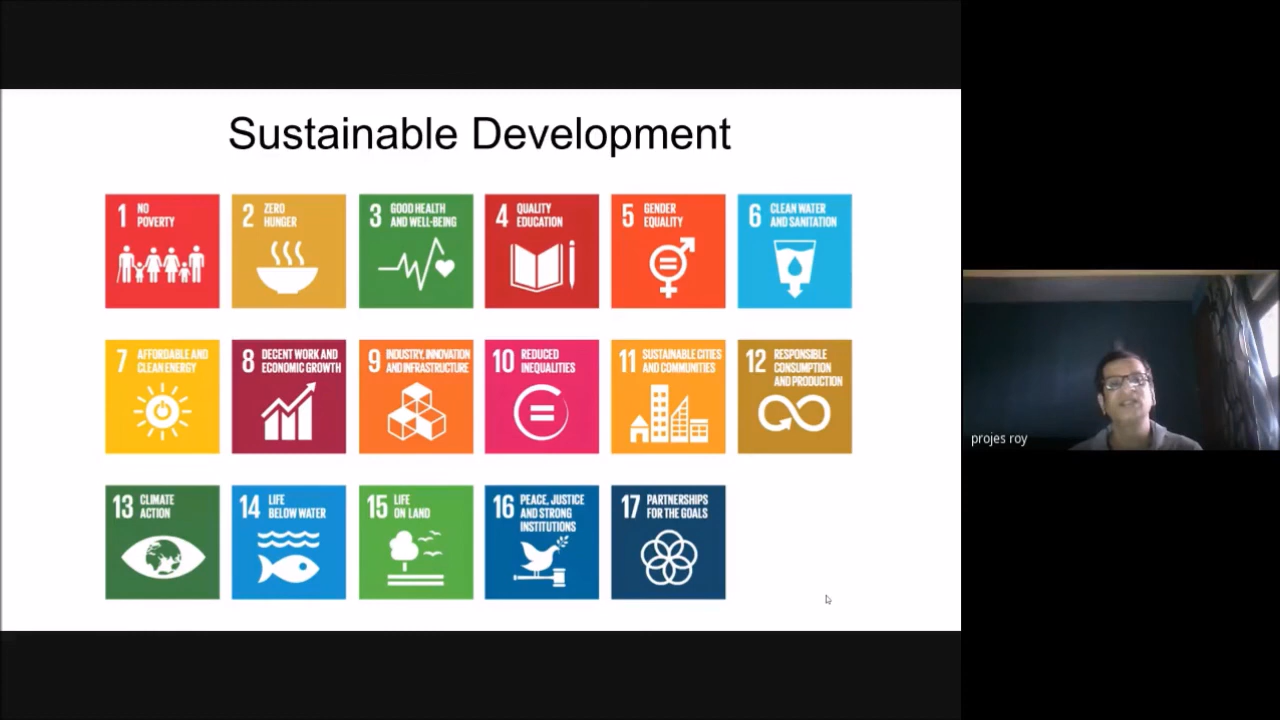 Sustainable Development
1 NO
POVERTY
2 ZERO
HUNGER
3 GOOD HEALTH
AND WELL-BEING
4 QUALITY
EDUCATION
5 GENDER
EQUALITY
6 CLEAN WATER
AND SANITATION
7 AFFORDABLE AND
CLEAN ENERGY
8 DECENT WORK AND
ECONOMIC GROWTH
9 INDUSTRY, INNOVATION
AND INFRASTRUCTURE
10 REDUCED
INEQUALITIES
11 SUSTAINABLE CITIES
AND COMMUNITIES
12 RESPONSIBLE
CONSUMPTION
AND PRODUCTION
13 CLIMATE
ACTION
14 LIFE
BELOW WATER
15 LIFE
ON LAND
16 PEACE, JUSTICE
AND STRONG
INSTITUTIONS
17 PARTNERSHIPS
FOR THE GOALS
projes roy